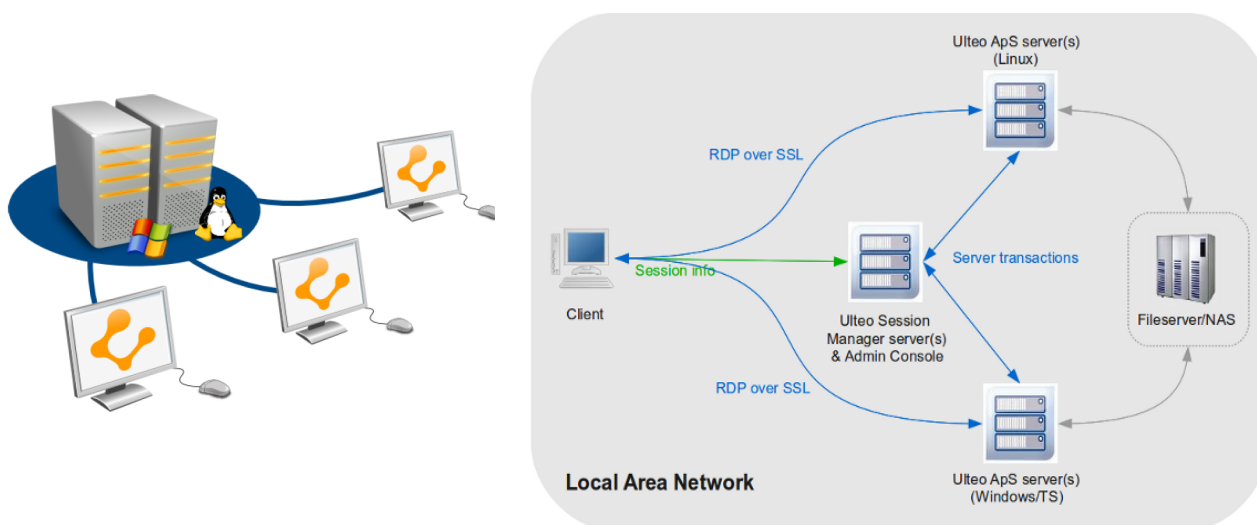 Ulteo ApS server(s)
(Linux)
RDP over SSL
Session info
Server transactions
Client
Ulteo Session
Manager server(s)
& Admin Console
Fileserver/NAS
RDP over SSL
Local Area Network
Ulteo ApS server(s)
(Windows/TS)